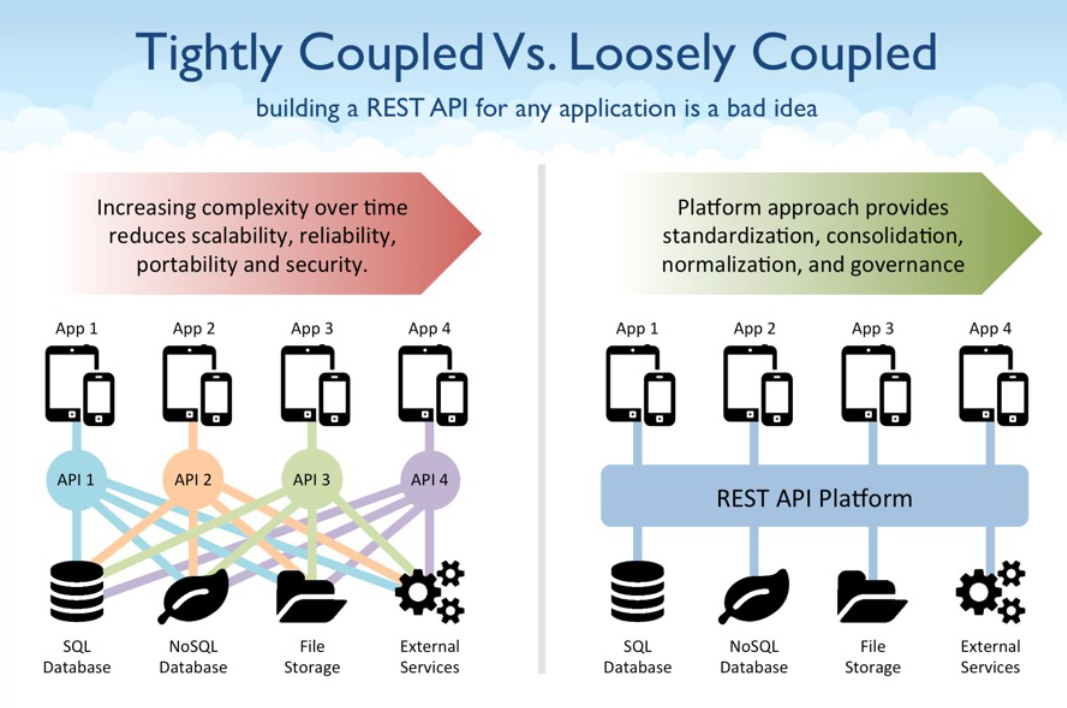 Tightly Coupled Vs. Loosely Coupled
building a REST API for any application is a bad idea
Increasing complexity over time
reduces scalability, reliability,
portability and security.
App 1
App 2
App 3
App 4
API 1
API 2
API 3
API 4
SQL
Database
NoSQL
Database
File
Storage
External
Services
Platform approach provides
standardization, consolidation,
normalization, and governance
App 1
App 2
App 3
App 4
REST API Platform
SQL
Database
NoSQL
Database
File
Storage
External
Services